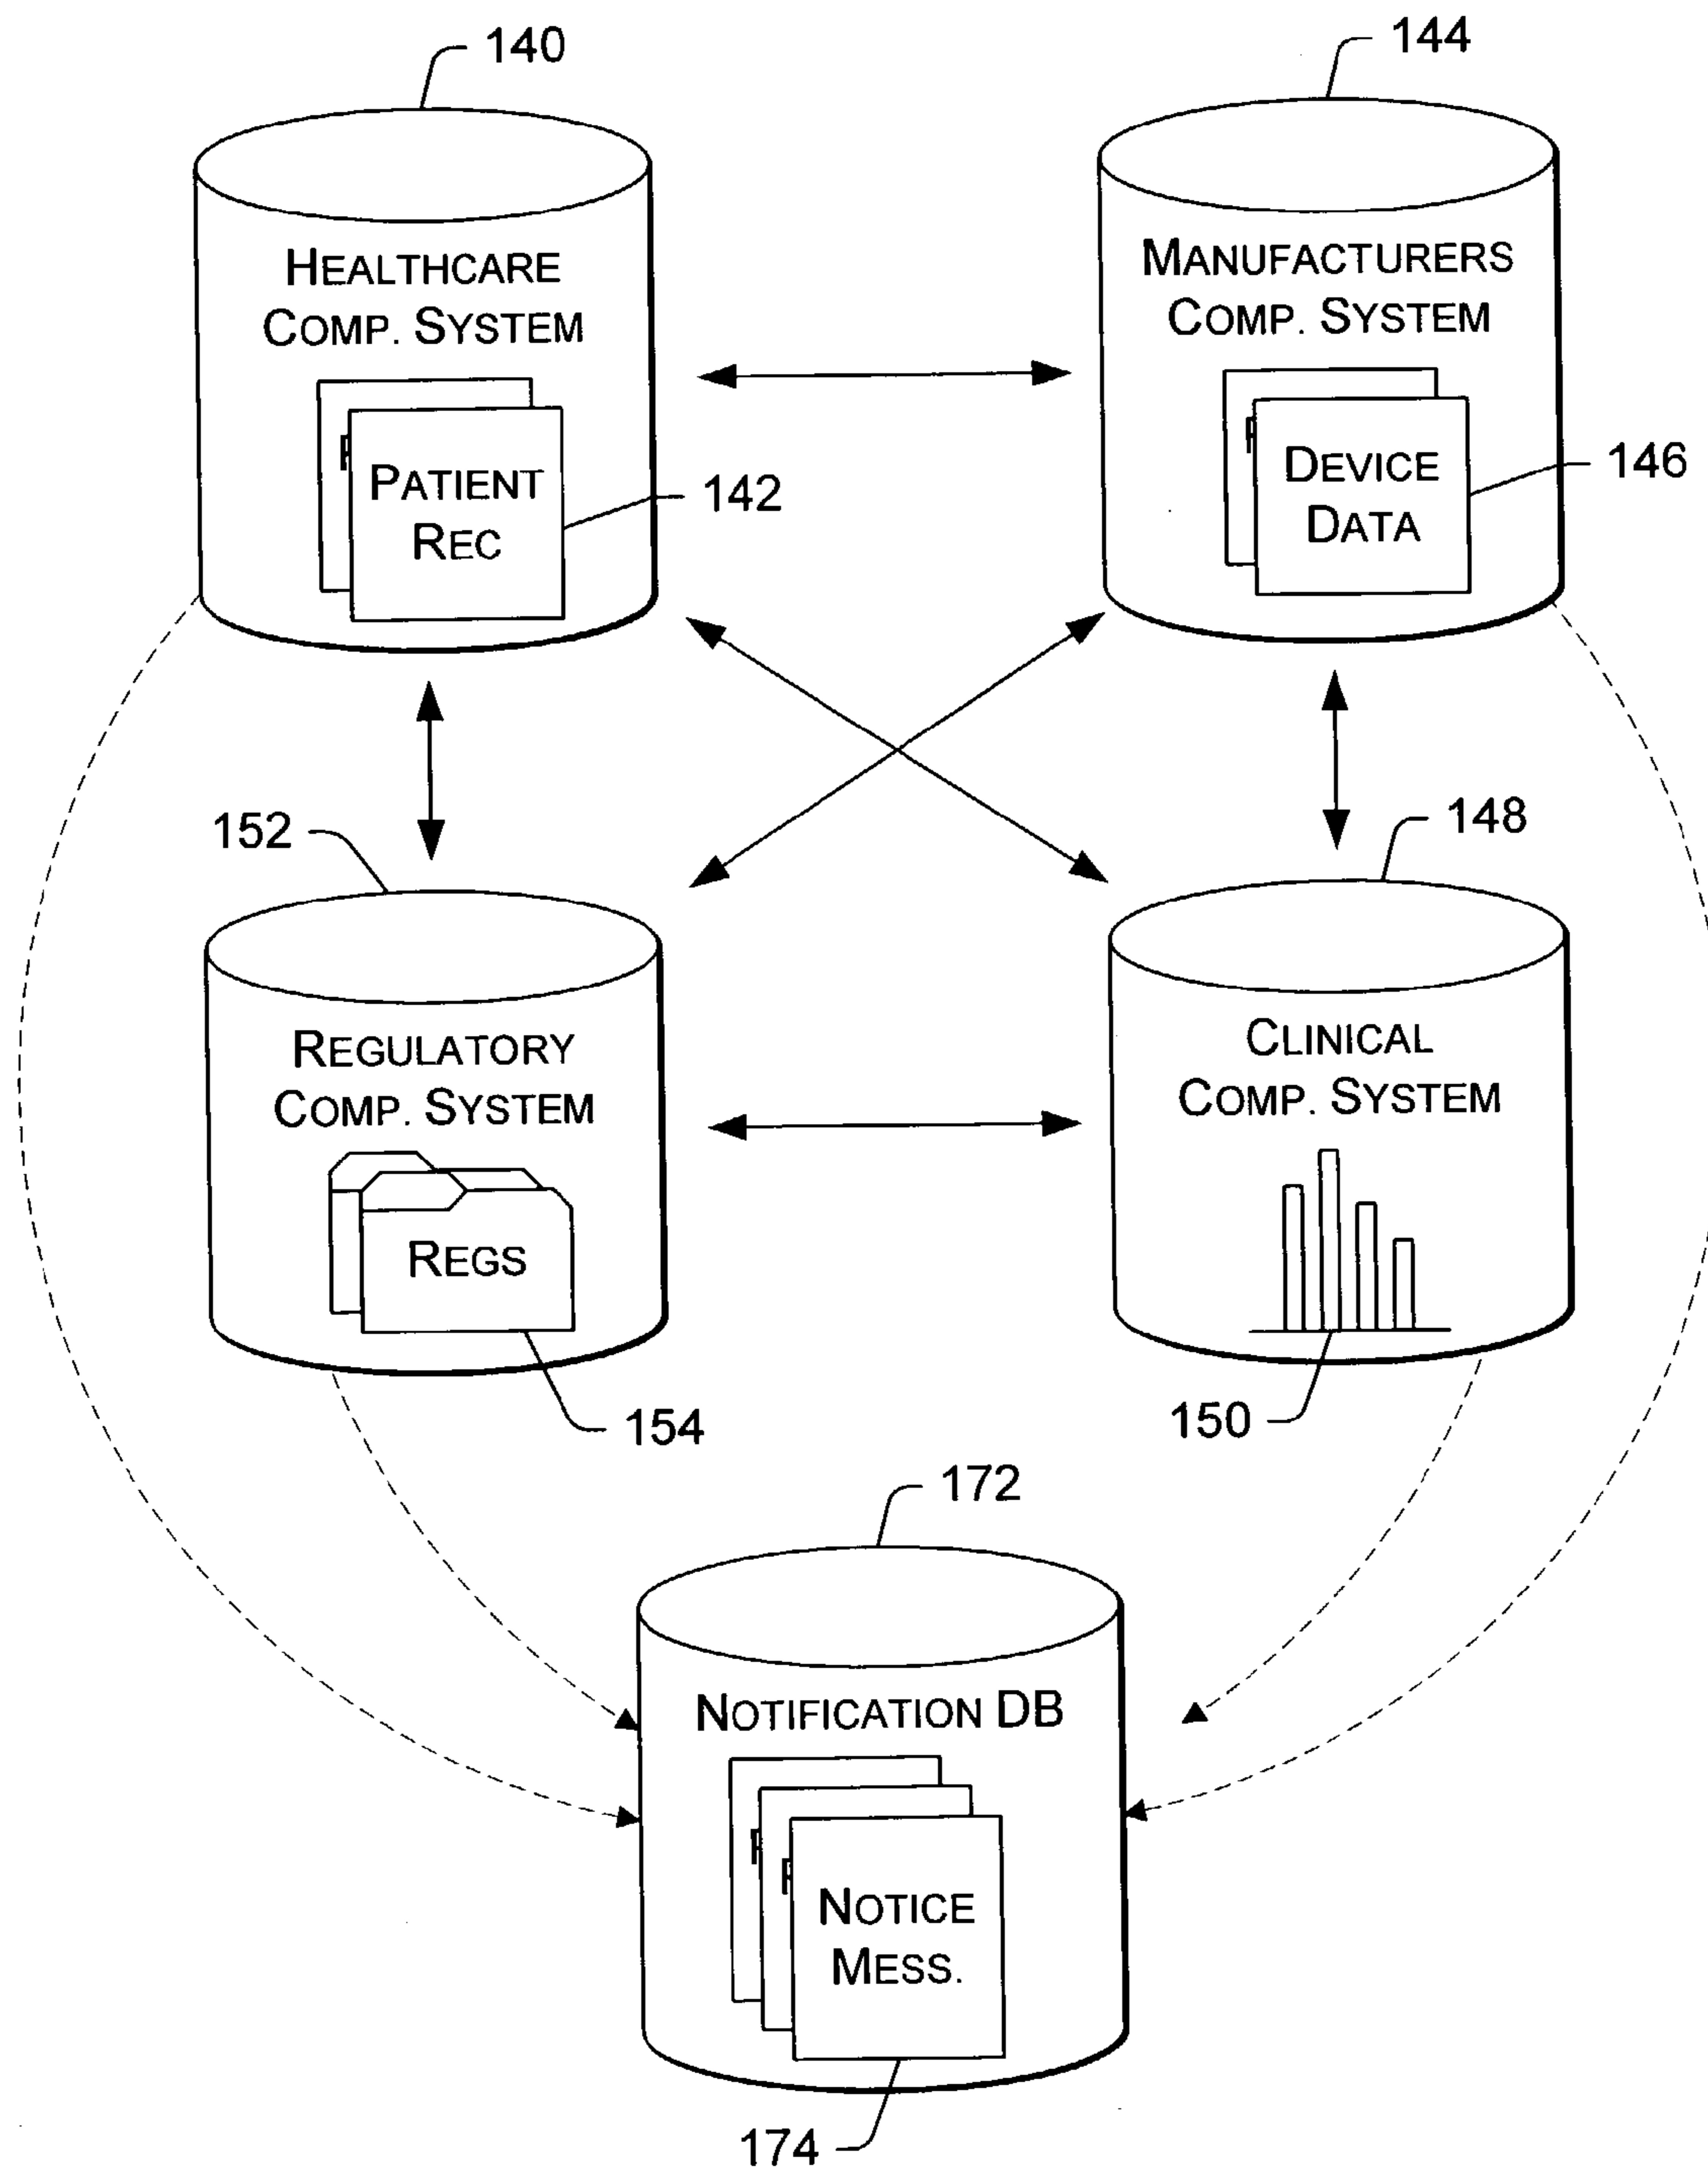 140
144
HEALTHCARE
COMP. SYSTEM
MANUFACTURERS
COMP. SYSTEM
PATIENT
REC
142
DEVICE
DATA
146
152
148
REGULATORY
COMP. SYSTEM
CLINICAL
COMP. SYSTEM
REGS
154
150
172
NOTIFICATION DB
NOTICE
MESS.
174